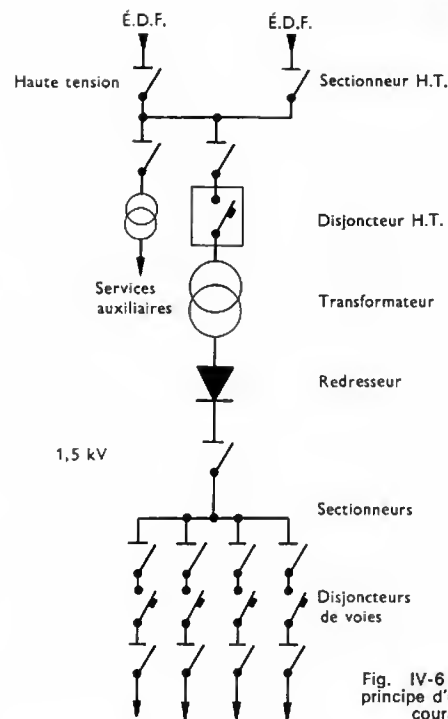 É.D.F.
É.D.F.
Haute tension
Sectionneur H.T.
Disjoncteur H.T.
Services
auxiliaires
Transformateur
Redresseur
1,5 kV
Sectionneurs
Disjoncteurs
de voies
Fig. IV-6
principe d'
cour